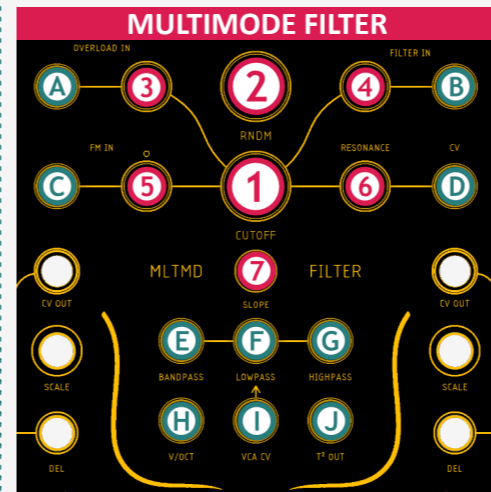 MULTIMODE FILTER
OVERLOAD IN
FILTER IN
A
3
2
4
B
RNDM
FM IN
RESONANCE
CV
C
5
1
6
D
CUTOFF
MLTMD
7
FILTER
CV OUT
SLOPE
CV OUT
E
F
G
BANDPASS
LOWPASS
HIGHPASS
SCALE
SCALE
H
I
J
V/OCT
VCA CV
T² OUT
DEL
DEL